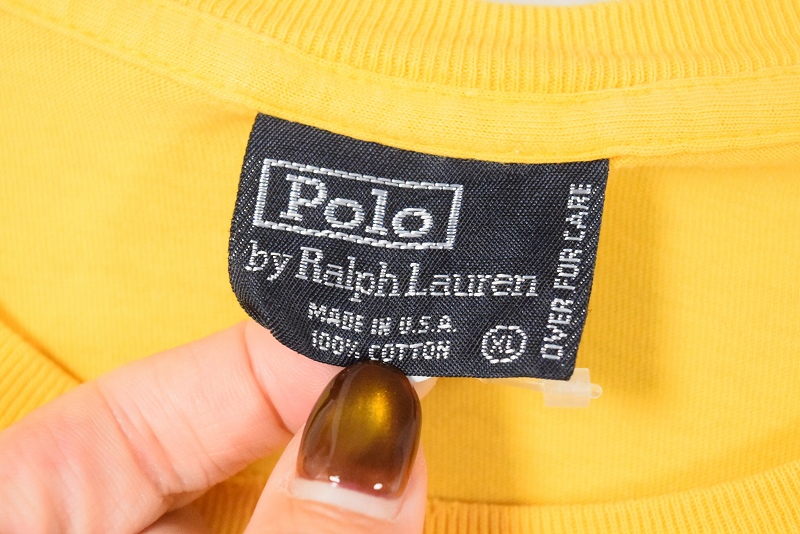 Polo
by Ralph Lauren
MADE IN U.S.A.
100% COTTON
XL
OVER FOR CARE